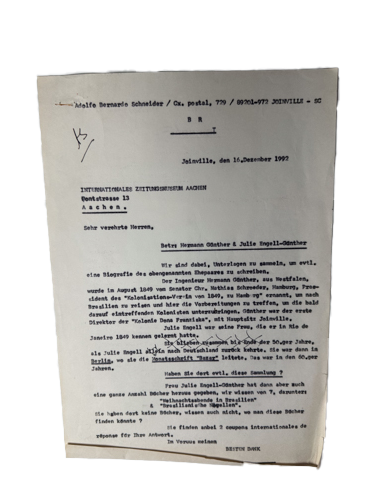 Adolfo Bernardo Schneider / Cx. postal, 779 / 89201-972 JOINVILLE - SC
B R
Joinville, den 16.Dezember 1992
INTERNATIONALES ZEITUNGSMUSEUM AACHEN
Pontstrasse 13
A a c h e n .
Sehr verehrte Herren,
Betr: Hermann Günther & Julie Engell-Günther
Wir sind dabei, Unterlagen zu sammeln, um evtl.
eine Biografie des obengenannten Ehepaares zu schreiben.
Der Ingenieur Hermann Günther, aus Westfalen,
wurde im August 1849 von Senator Chr. Mathias Schroeder, Hamburg, Pres-
sident des "Kolonisations-Verein von 1849, zu Hamburg" ernannt, um nach
Brasilien zu reisen und hier die Vorbereitungen zu treffen, um die bald
darauf eintreffenden Kolonisten unterzubringen. Günther war der erste
Direktor der "Kolonie Dona Franziska", mit Hauptsitz Joinville.
Julie Engell war seine Frau, die er in Rio de
Janeiro 1849 kennen gelernt hatte.
Sie blieben zusammen bis Ende der 50.ger Jahre,
als Julie Engell allein nach Deutschland zurück kehrte. Sie war dann in
Berlin, wo sie die Monatsschrift "Bazar" leitete. Das war in den 60.ger
Jahren.
Haben Sie dort evtl. diese Sammlung ?
Frau Julie Engell-Günther hat dann aber auch
eine ganze Anzahl Bücher heraus gegeben, wir wissen von 7, darunters
"Weihnachtsabende in Brasilien"
& "Brasilianische Novellen".
Sie haben dort keine Bücher, wissen auch nicht, wo man diese Bücher
finden könnte ?
Sie finden anbei 2 coupons internationales de
réponse für Ihre Antwort.
Im Voraus meinen
BESTEN DANK